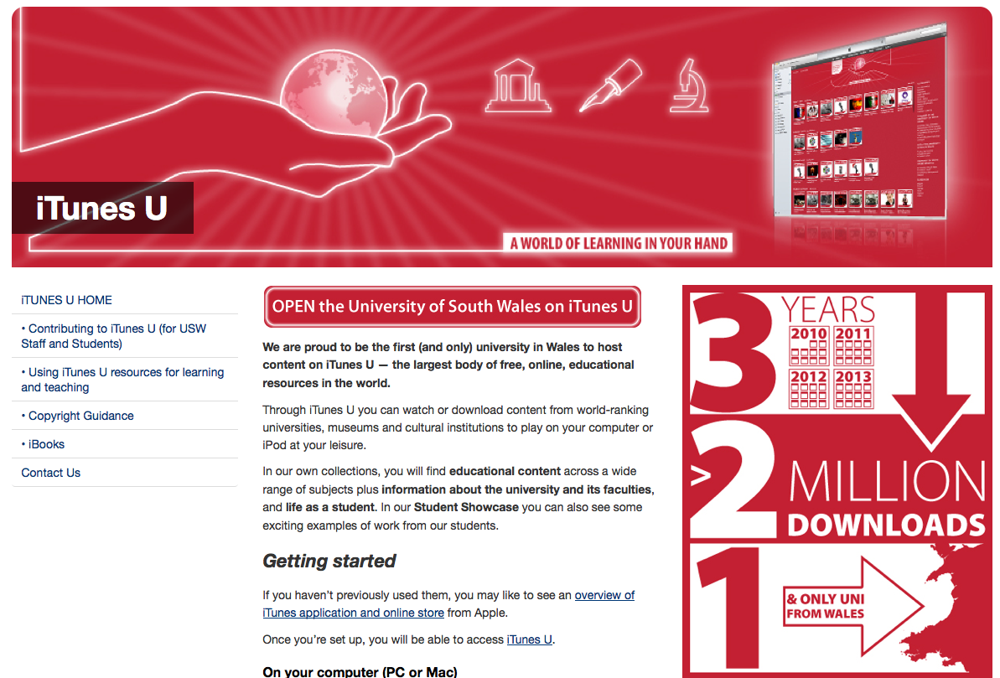 iTunes U
A WORLD OF LEARNING IN YOUR HAND
iTUNES U HOME
• Contributing to iTunes U (for USW
Staff and Students)
• Using iTunes U resources for learning
and teaching
• Copyright Guidance
• iBooks
Contact Us
OPEN the University of South Wales on iTunes U
We are proud to be the first (and only) university in Wales to host
content on iTunes U — the largest body of free, online, educational
resources in the world.
Through iTunes U you can watch or download content from world-ranking
universities, museums and cultural institutions to play on your computer or
iPod at your leisure.
In our own collections, you will find educational content across a wide
range of subjects plus information about the university and its faculties,
and life as a student. In our Student Showcase you can also see some
exciting examples of work from our students.
Getting started
If you haven't previously used them, you may like to see an overview of
iTunes application and online store from Apple.
Once you're set up, you will be able to access iTunes U.
On your computer (PC or Mac)
3 YEARS
2010 2011
2012 2013
>2 MILLION
DOWNLOADS
1
& ONLY UNI
FROM WALES